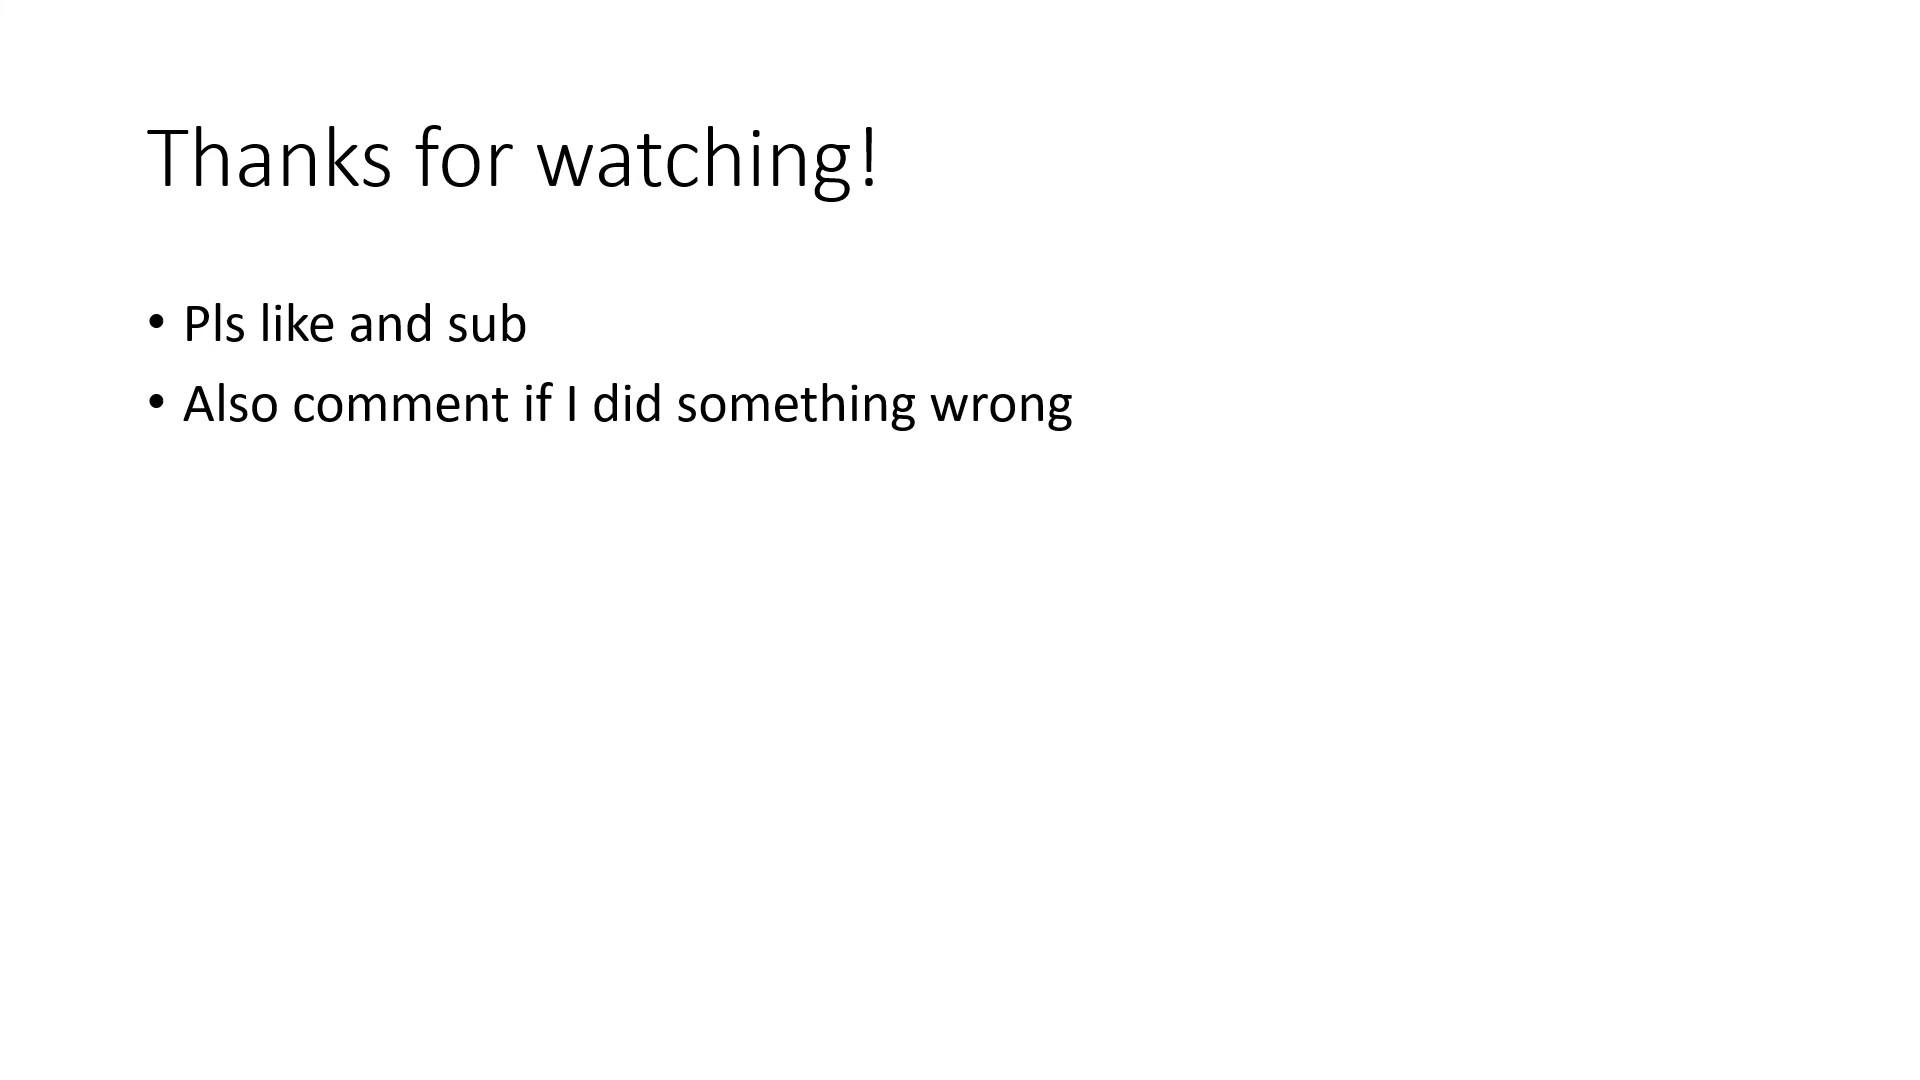 Thanks for watching!
• Pls like and sub
• Also comment if I did something wrong